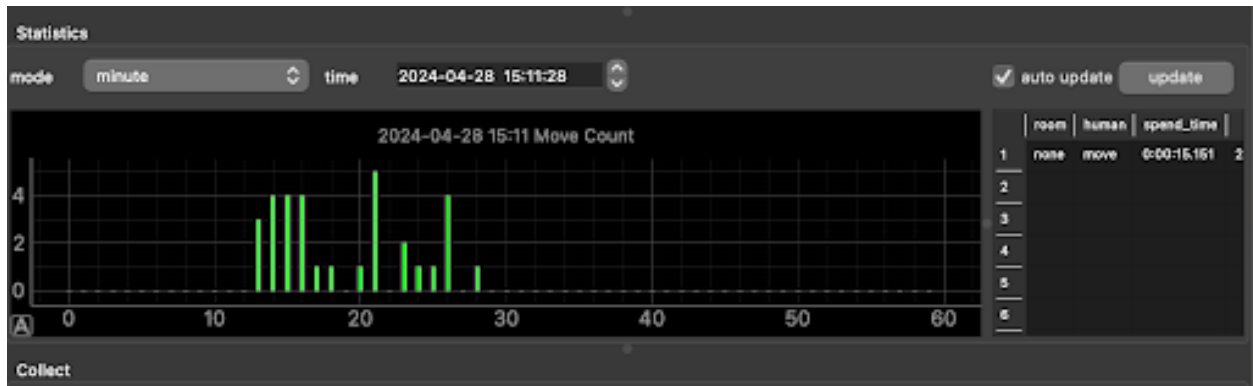 Statistics
mode minute time 2024-04-28 15:11:28 auto update update
2024-04-28 15:11 Move Count
room human spend_time
1 none move 0:00:15.151 2
2
3
4
5
6
4
2
0
A 0 10 20 30 40 50 60
Collect